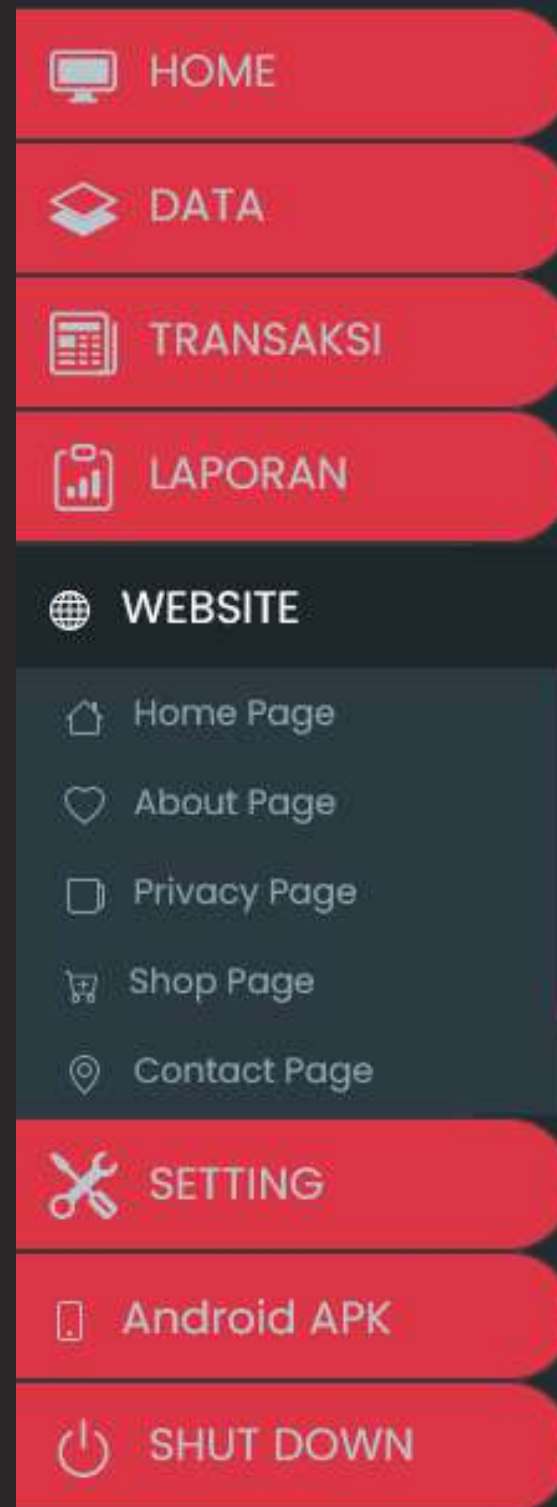 HOME
DATA
TRANSAKSI
LAPORAN
WEBSITE
Home Page
About Page
Privacy Page
Shop Page
Contact Page
SETTING
Android APK
SHUT DOWN